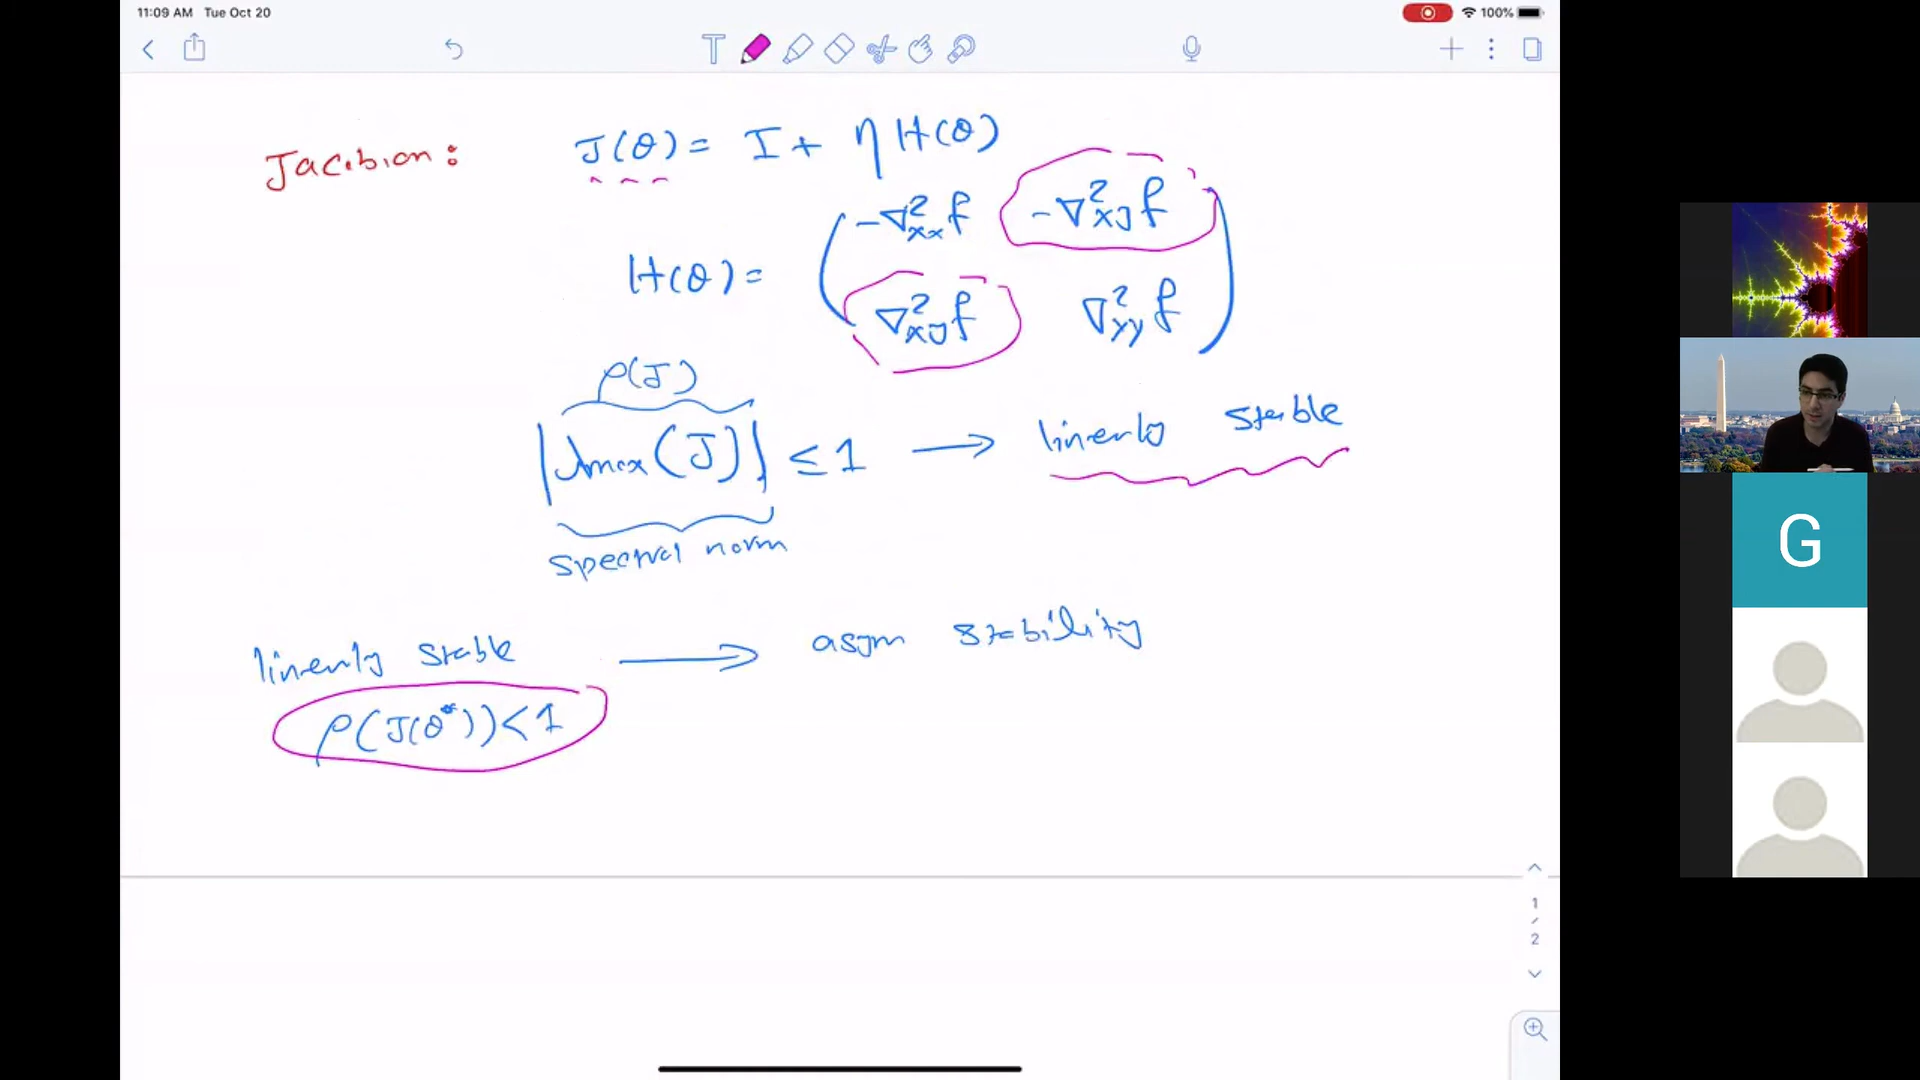 11:09 AM Tue Oct 20
100%
Jacobian: J(θ) = I + η H(θ)
H(θ) = ( -∇²xx f -∇²xy f
∇²xy f ∇²yy f )
ρ(J)
|λmax(J)| ≤ 1 → linearly stable
spectral norm
linearly stable → asym stability
ρ(J(θ*)) < 1
G
1
/
2